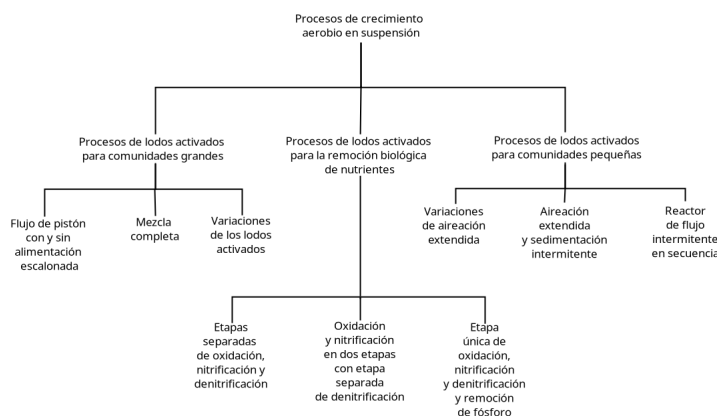 Procesos de crecimiento
aerobio en suspensión
Procesos de lodos activados
para comunidades grandes
Procesos de lodos activados
para la remoción biológica
de nutrientes
Procesos de lodos activados
para comunidades pequeñas
Flujo de pistón
con y sin
alimentación
escalonada
Mezcla
completa
Variaciones
de los lodos
activados
Variaciones
de aireación
extendida
Aireación
extendida
y sedimentación
intermitente
Reactor
de flujo
intermitente
en secuencia
Etapas
separadas
de oxidación,
nitrificación y
denitrificación
Oxidación
y nitrificación
en dos etapas
con etapa
separada
de denitrificación
Etapa
única de
oxidación,
nitrificación
y denitrificación
y remoción
de fósforo